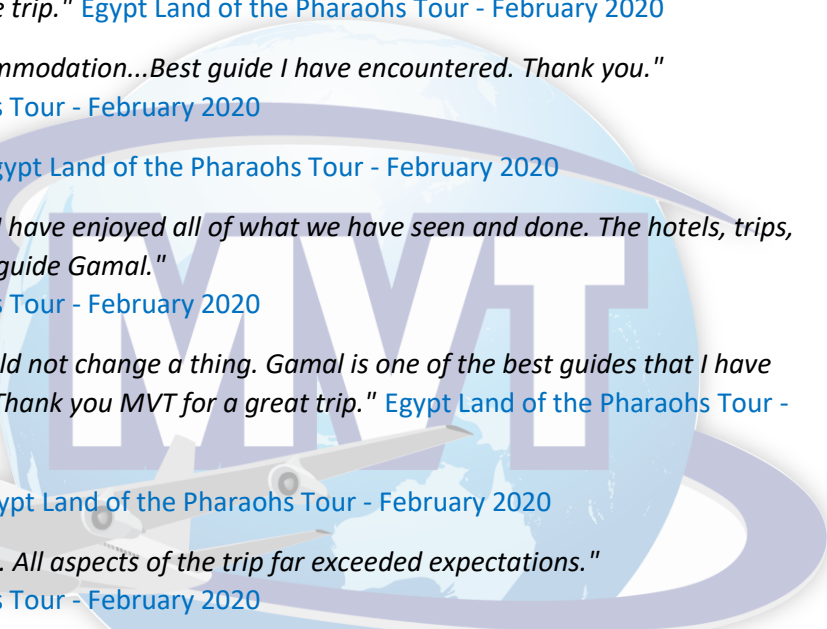 trip." Egypt Land of the Pharaohs Tour - February 2020
mmodation...Best guide I have encountered. Thank you."
s Tour - February 2020
gypt Land of the Pharaohs Tour - February 2020
I have enjoyed all of what we have seen and done. The hotels, trips,
guide Gamal."
s Tour - February 2020
ld not change a thing. Gamal is one of the best guides that I have
Thank you MVT for a great trip." Egypt Land of the Pharaohs Tour -
ypt Land of the Pharaohs Tour - February 2020
. All aspects of the trip far exceeded expectations."
s Tour - February 2020
MVT